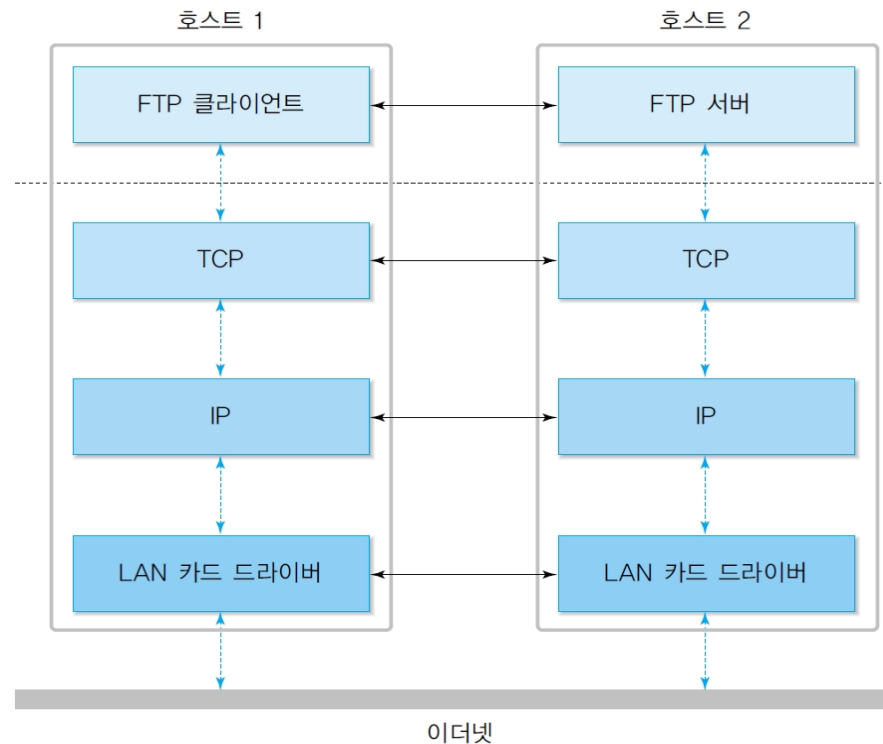 호스트 1
호스트 2
FTP 클라이언트
FTP 서버
TCP
TCP
IP
IP
LAN 카드 드라이버
LAN 카드 드라이버
이더넷